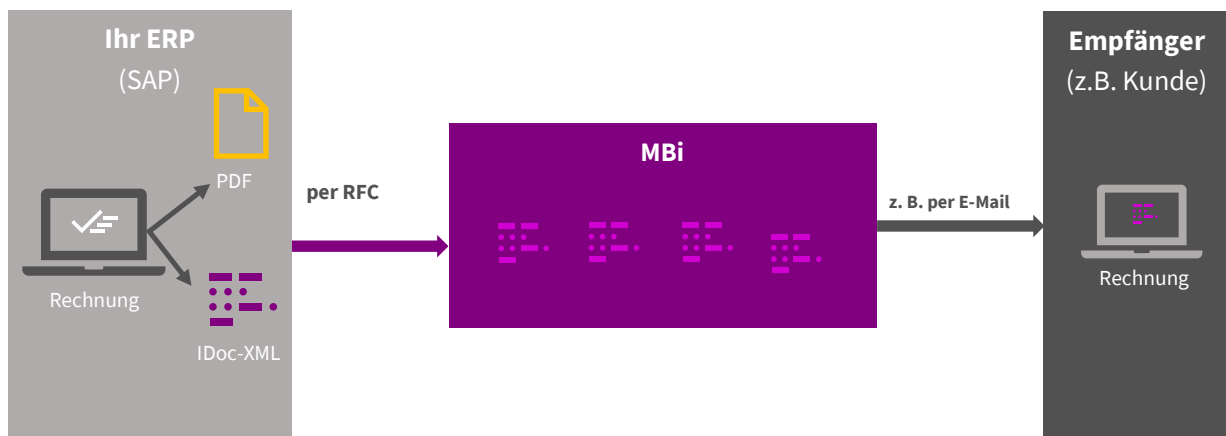 Ihr ERP
(SAP)
PDF
Rechnung
IDoc-XML
per RFC
MBi
z. B. per E-Mail
Empfänger
(z.B. Kunde)
Rechnung